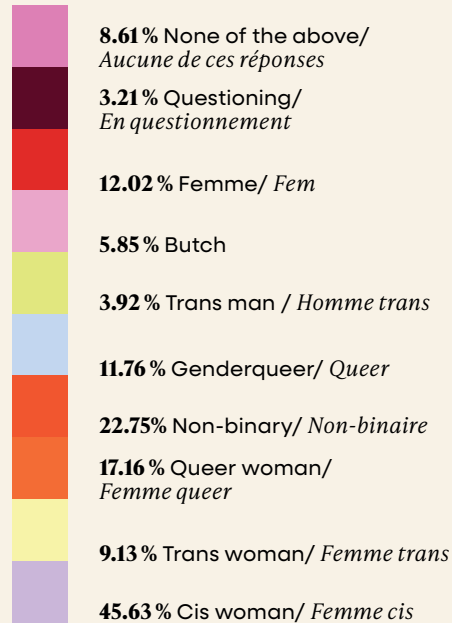 8.61% None of the above/
Aucune de ces réponses
3.21% Questioning/
En questionnement
12.02% Femme/ Fem
5.85% Butch
3.92% Trans man / Homme trans
11.76% Genderqueer/ Queer
22.75% Non-binary/ Non-binaire
17.16% Queer woman/
Femme queer
9.13% Trans woman/ Femme trans
45.63% Cis woman/ Femme cis